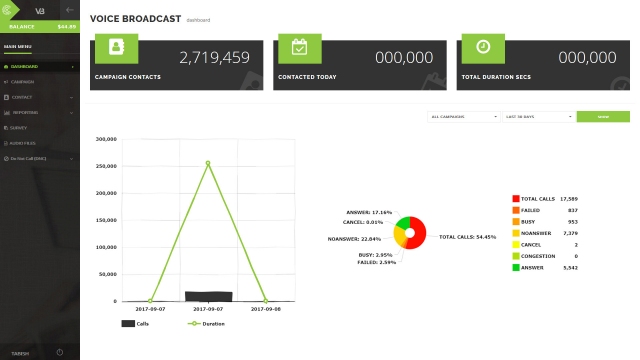 VB
BALANCE $44.89
MAIN MENU
DASHBOARD
CAMPAIGN
CONTACT
REPORTING
SURVEY
AUDIO FILES
Do Not Call (DNC)
TABISH
VOICE BROADCAST dashboard
2,719,459
CAMPAIGN CONTACTS
000,000
CONTACTED TODAY
000,000
TOTAL DURATION SECS
ALL CAMPAIGNS
LAST 30 DAYS
SHOW
300,000
250,000
200,000
150,000
100,000
50,000
0
2017-09-07 2017-09-07 2017-09-08
Calls Duration
ANSWER: 17.16%
CANCEL: 0.01%
NOANSWER: 22.84%
BUSY: 2.95%
FAILED: 2.59%
TOTAL CALLS: 54.45%
TOTAL CALLS 17,589
FAILED 837
BUSY 953
NOANSWER 7,379
CANCEL 2
CONGESTION 0
ANSWER 5,542